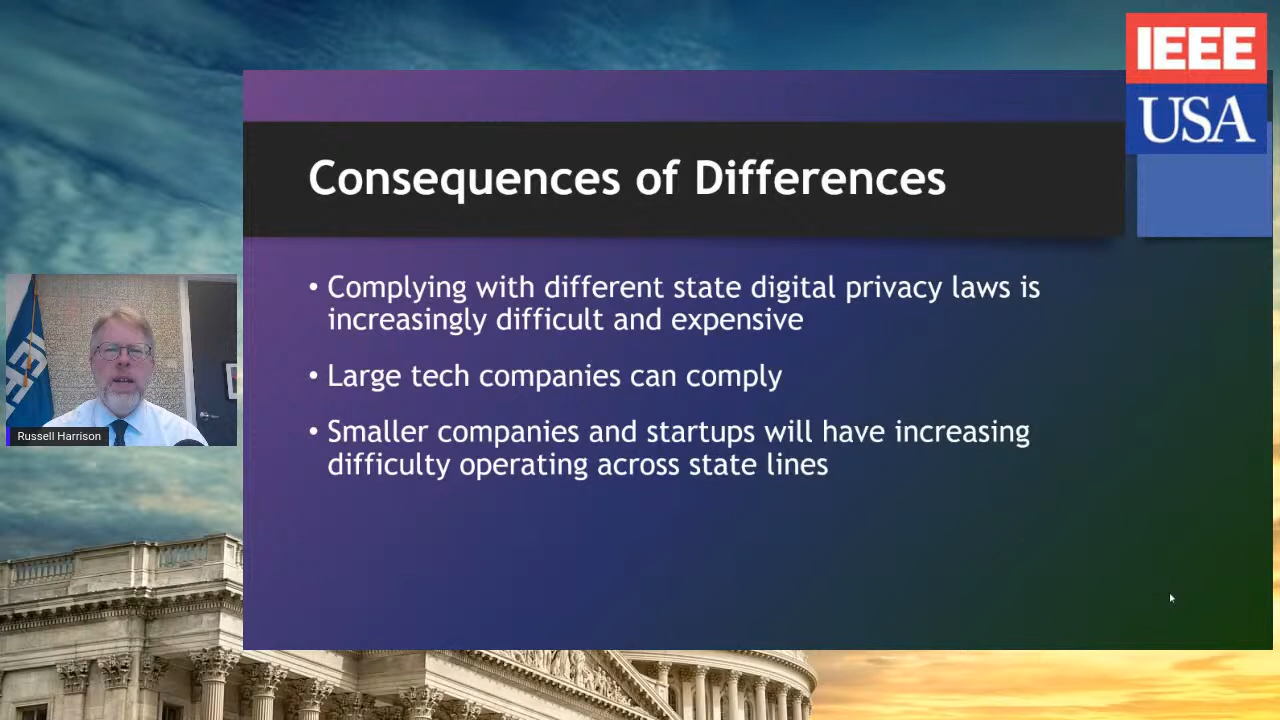 IEEE
USA
Consequences of Differences
• Complying with different state digital privacy laws is
increasingly difficult and expensive
• Large tech companies can comply
• Smaller companies and startups will have increasing
difficulty operating across state lines
Russell Harrison